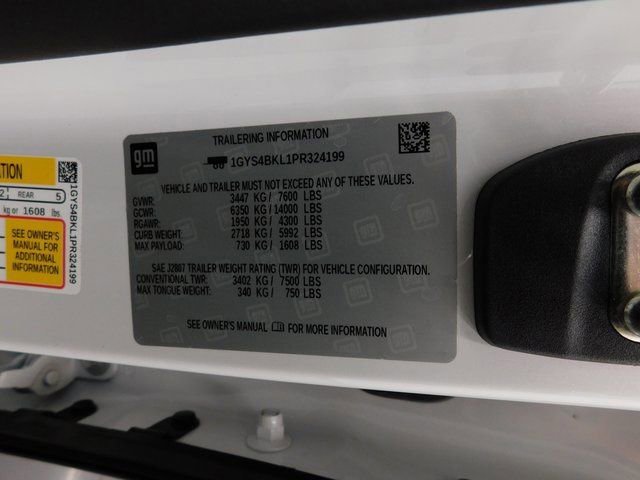 gm
TRAILERING INFORMATION
1GYS4BKL1PR324199
VEHICLE AND TRAILER MUST NOT EXCEED ANY OF THESE VALUES.
GVWR: 3447 KG / 7600 LBS
GCWR: 6350 KG / 14000 LBS
RGAWR: 1950 KG / 4300 LBS
CURB WEIGHT: 2718 KG / 5992 LBS
MAX PAYLOAD: 730 KG / 1608 LBS
SAE J2807 TRAILER WEIGHT RATING (TWR) FOR VEHICLE CONFIGURATION.
CONVENTIONAL TWR: 3402 KG / 7500 LBS
MAX TONGUE WEIGHT: 340 KG / 750 LBS
SEE OWNER'S MANUAL FOR MORE INFORMATION
ATION
2 REAR 5
kg or 1608 lbs
SEE OWNER'S
MANUAL FOR
ADDITIONAL
INFORMATION
1GYS4BKL1PR324199